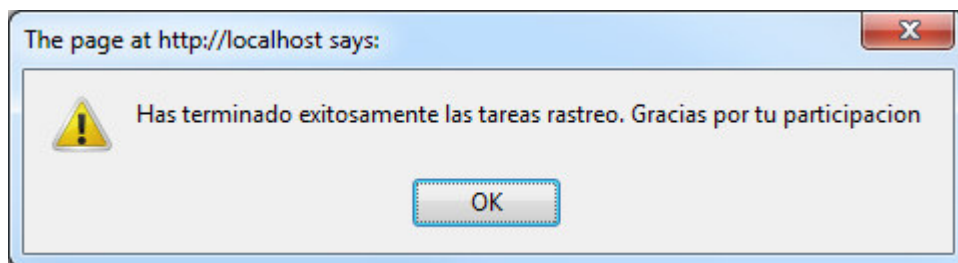 The page at http://localhost says:
Has terminado exitosamente las tareas rastreo. Gracias por tu participacion
OK